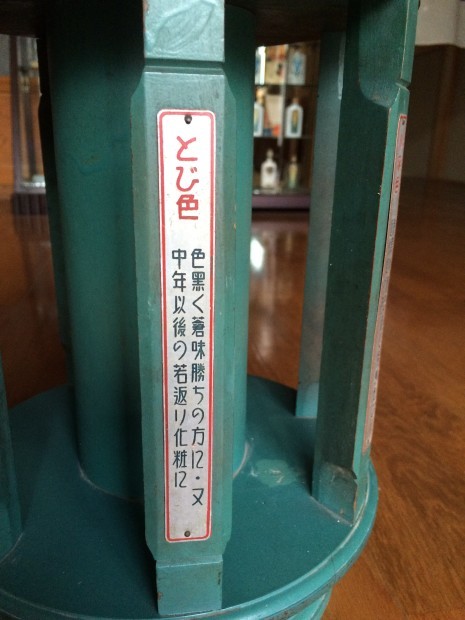 とび色
色黒く蒼味勝ちの方に・又
中年以後の若返り化粧に